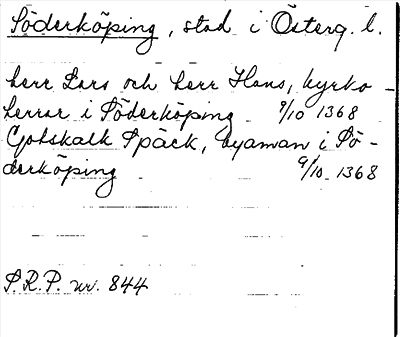 Söderköping, stad i Österg. l.
herr Lars och herr Hans, kyrko-
herrar i Söderköping 9/10 1368
Gotskalk Späck, byaman i Sö-
derköping 9/10 1368
S.R.P. nr. 844